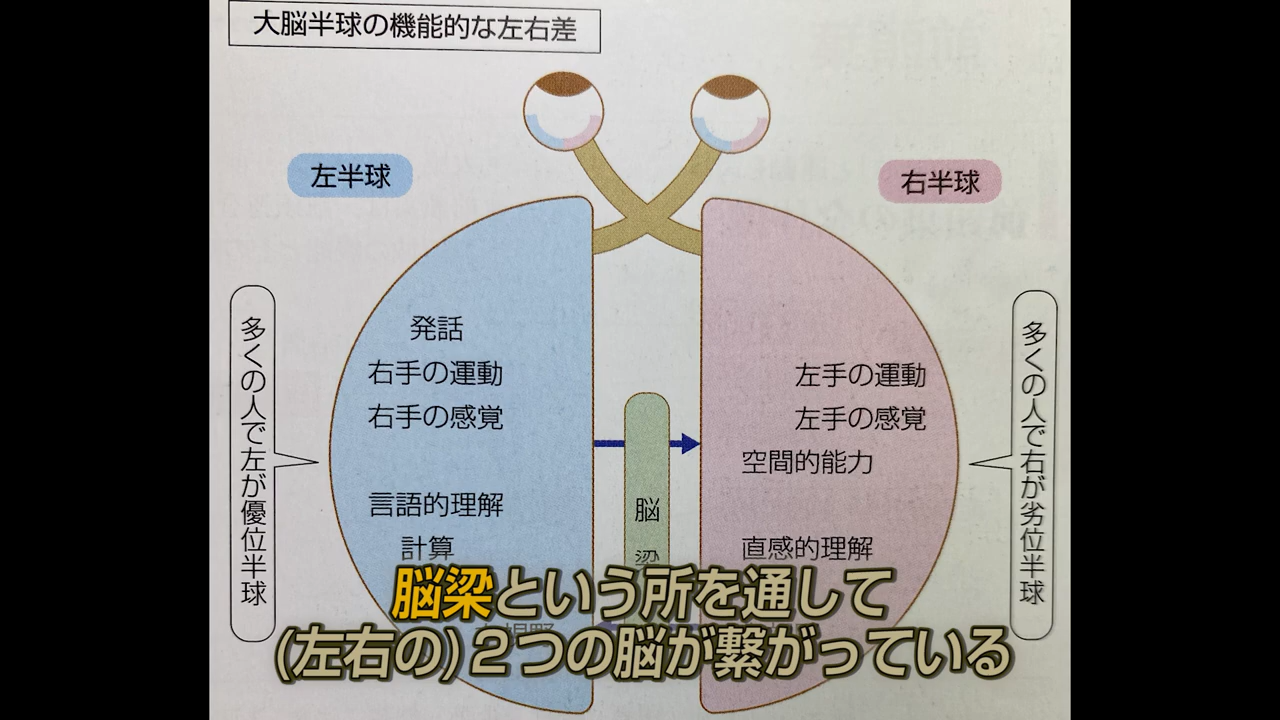 大脳半球の機能的な左右差
左半球
右半球
多くの人で左が優位半球
発話
右手の運動
右手の感覚
言語的理解
計算
脳梁
左手の運動
左手の感覚
空間的能力
直感的理解
多くの人で右が劣位半球
脳梁という所を通して
(左右の)２つの脳が繋がっている